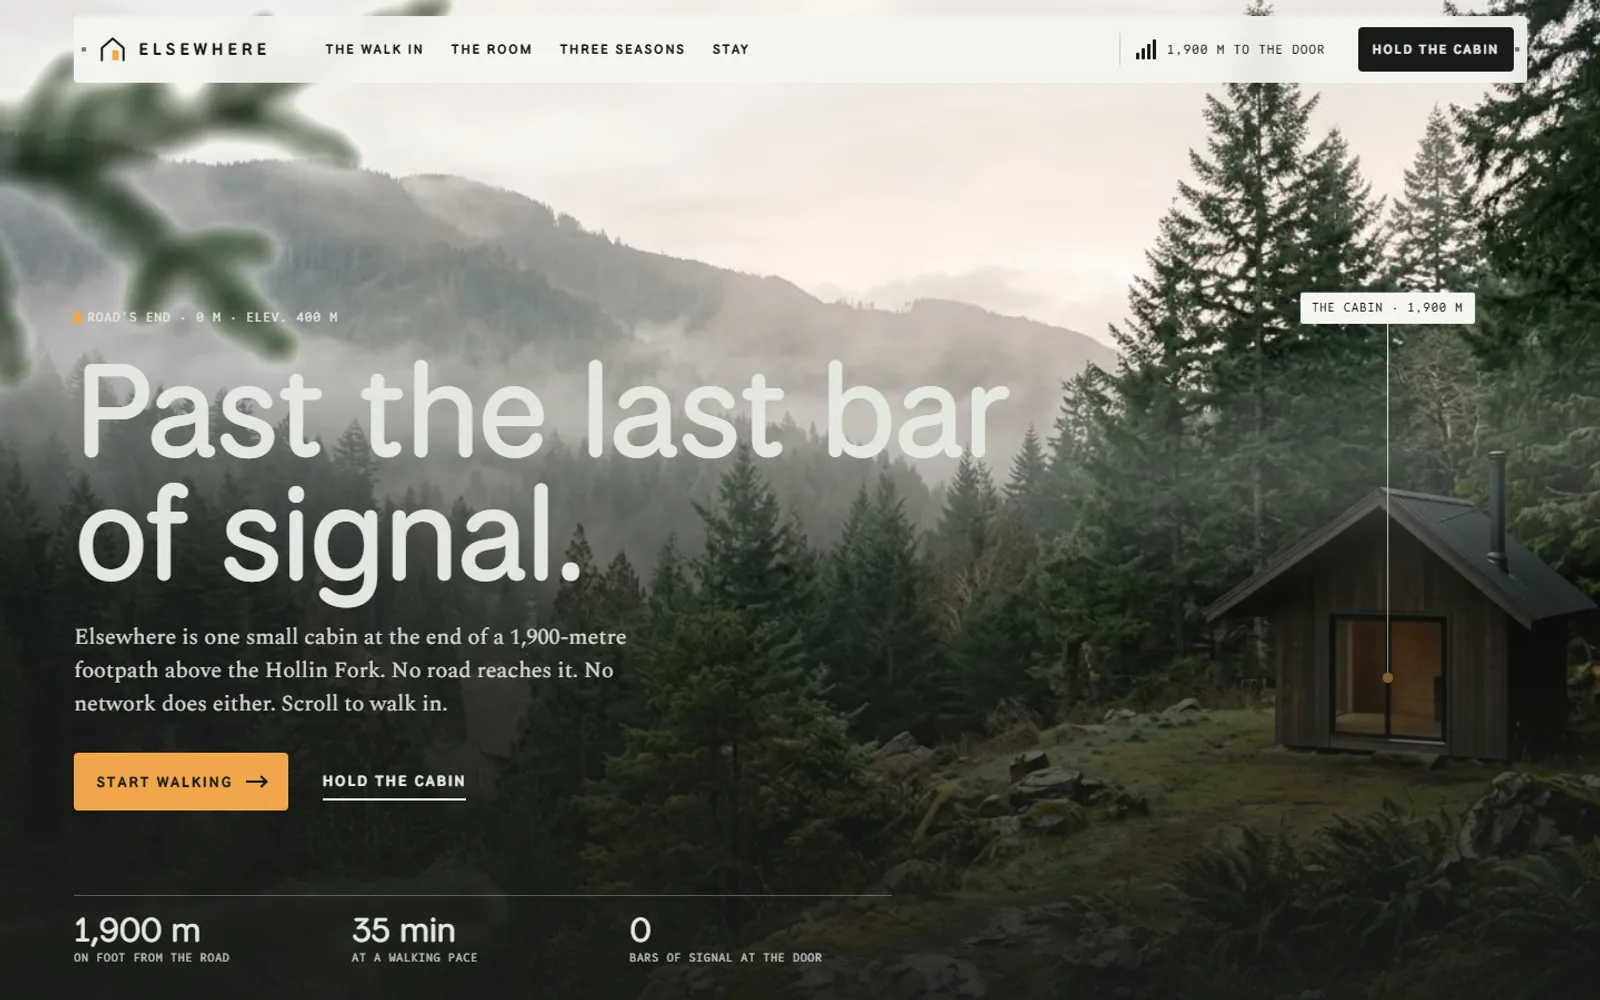 ELSEWHERE
THE WALK IN
THE ROOM
THREE SEASONS
STAY
1,900 M TO THE DOOR
HOLD THE CABIN
THE CABIN · 1,900 M
ROAD'S END · 0 M · ELEV. 400 M
Past the last bar
of signal.
Elsewhere is one small cabin at the end of a 1,900-metre
footpath above the Hollin Fork. No road reaches it. No
network does either. Scroll to walk in.
START WALKING
HOLD THE CABIN
1,900 m
ON FOOT FROM THE ROAD
35 min
AT A WALKING PACE
0
BARS OF SIGNAL AT THE DOOR